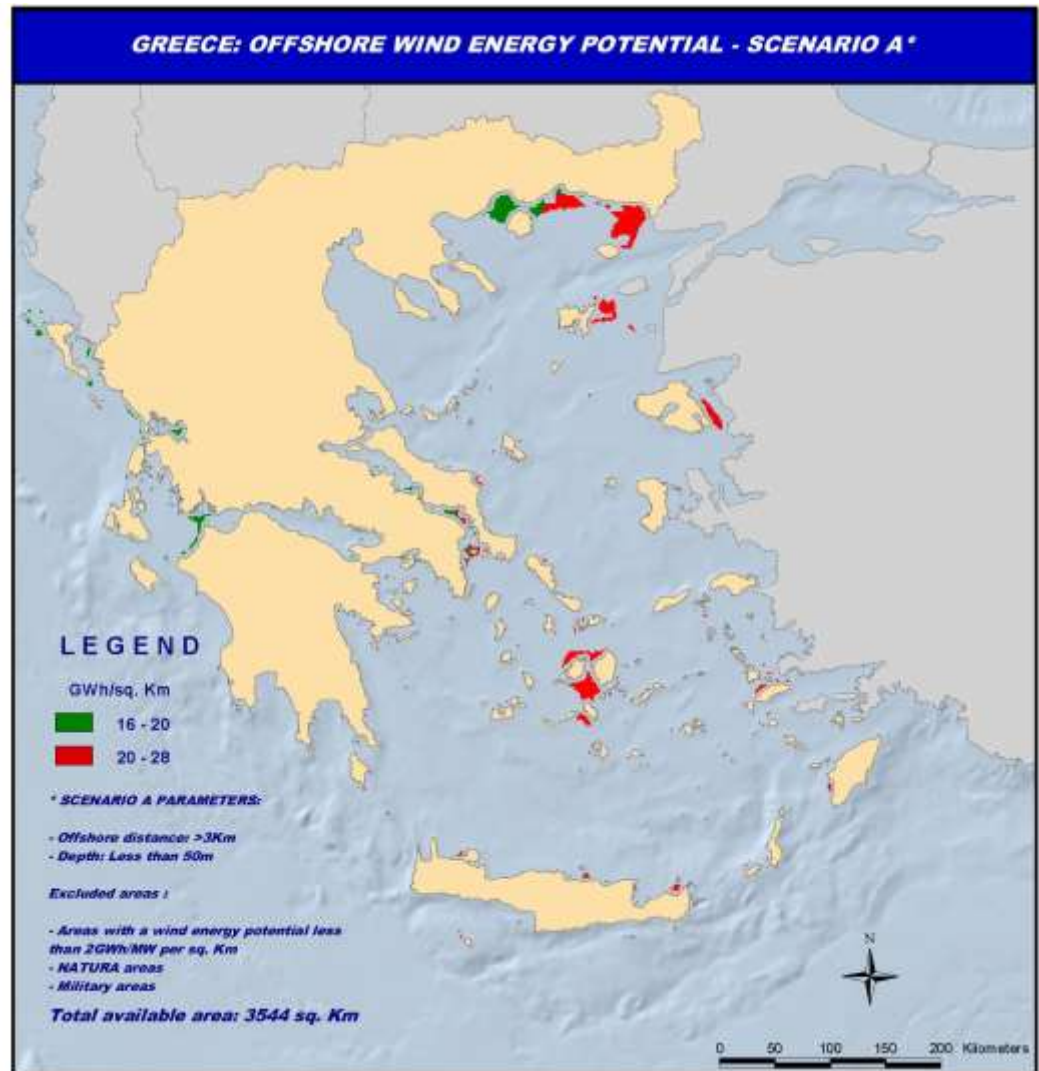 GREECE: OFFSHORE WIND ENERGY POTENTIAL - SCENARIO A*
LEGEND
GWh/sq. Km
16 - 20
20 - 28
* SCENARIO A PARAMETERS:
- Offshore distance: >3Km
- Depth: Less than 50m
Excluded areas :
- Areas with a wind energy potential less
than 2GWh/MW per sq. Km
- NATURA areas
- Military areas
Total available area: 3544 sq. Km
N
0 50 100 150 200 Kilometers